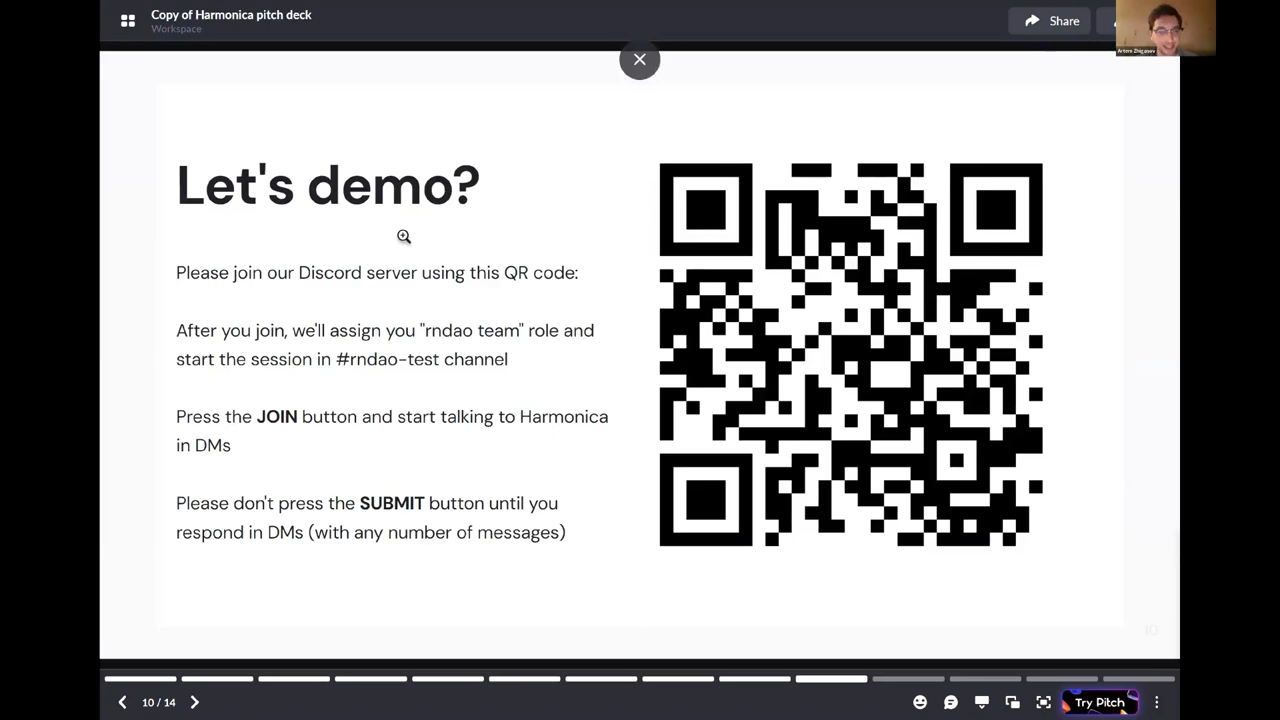 Copy of Harmonica pitch deck
Workspace
Share
Artem Zhiganov
Let's demo?
Please join our Discord server using this QR code:
After you join, we'll assign you "rndao team" role and
start the session in #rndao-test channel
Press the JOIN button and start talking to Harmonica
in DMs
Please don't press the SUBMIT button until you
respond in DMs (with any number of messages)
10
10 / 14
Try Pitch